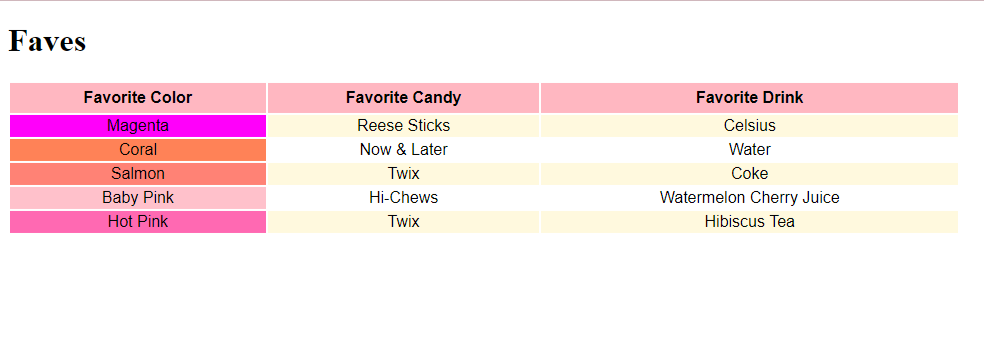 Faves
Favorite Color Favorite Candy Favorite Drink
Magenta Reese Sticks Celsius
Coral Now & Later Water
Salmon Twix Coke
Baby Pink Hi-Chews Watermelon Cherry Juice
Hot Pink Twix Hibiscus Tea